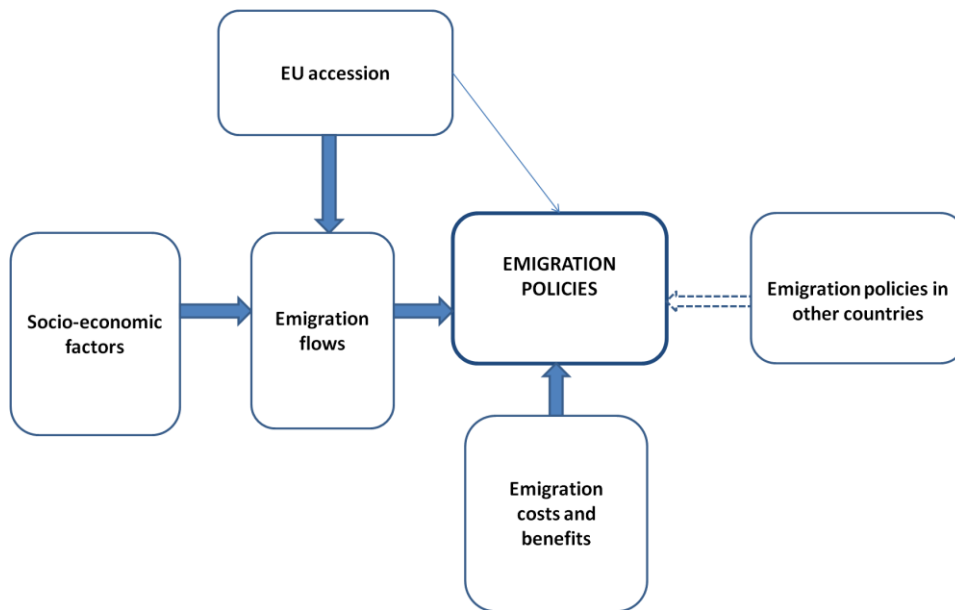 EU accession
EMIGRATION
POLICIES
Socio-economic
factors
Emigration
flows
Emigration policies in
other countries
Emigration
costs and
benefits